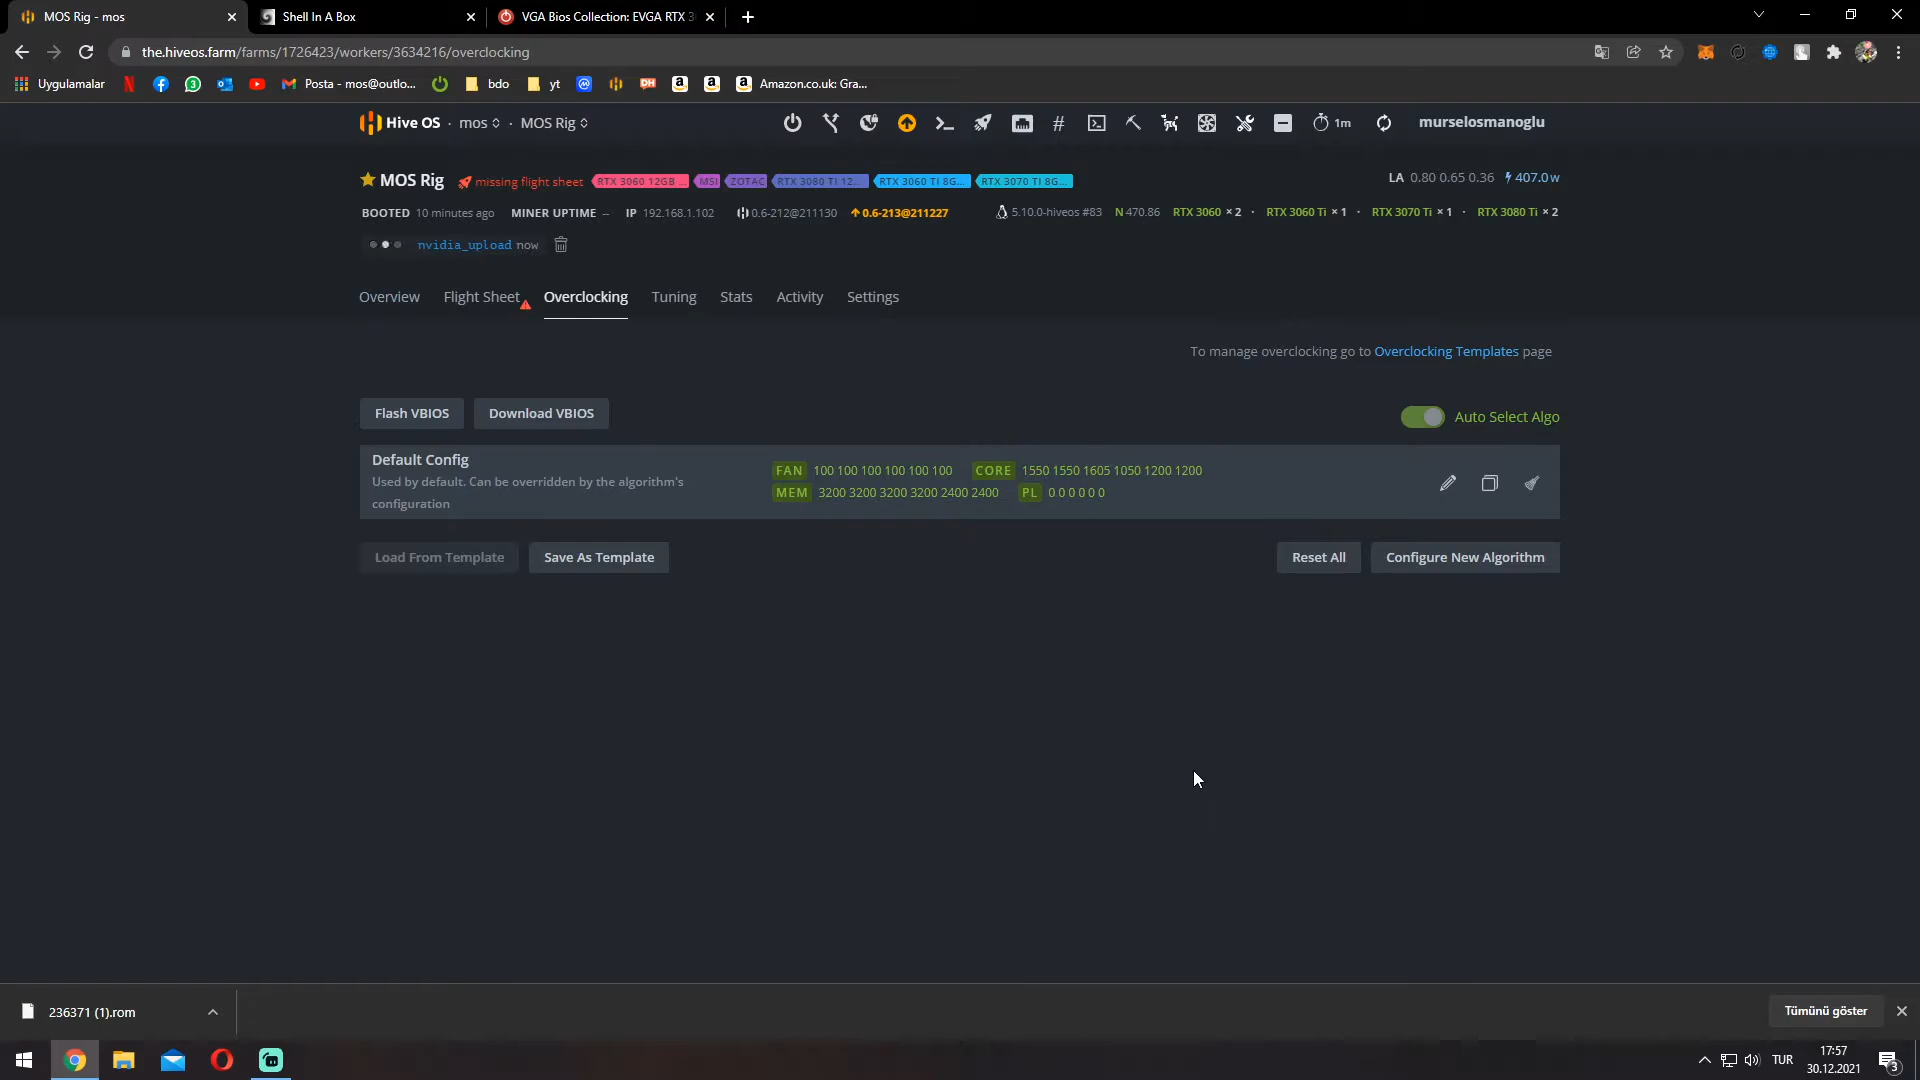 MOS Rig - mos
Shell In A Box
VGA Bios Collection: EVGA RTX 3
the.hiveos.farm/farms/1726423/workers/3634216/overclocking
Uygulamalar
Posta - mos@outlo...
bdo
yt
Amazon.co.uk: Gra...
Hive OS · mos · MOS Rig
1m
murselosmanoglu
MOS Rig missing flight sheet RTX 3060 12GB ... MSI ZOTAC RTX 3080 TI 12... RTX 3060 TI 8G... RTX 3070 TI 8G...
LA 0.80 0.65 0.36 407.0w
BOOTED 10 minutes ago MINER UPTIME -- IP 192.168.1.102 0.6-212@211130 0.6-213@211227
5.10.0-hiveos #83 N 470.86 RTX 3060 × 2 · RTX 3060 Ti × 1 · RTX 3070 Ti × 1 · RTX 3080 Ti × 2
nvidia_upload now
Overview Flight Sheet Overclocking Tuning Stats Activity Settings
To manage overclocking go to Overclocking Templates page
Flash VBIOS Download VBIOS
Auto Select Algo
Default Config
Used by default. Can be overridden by the algorithm's
configuration
FAN 100 100 100 100 100 100 CORE 1550 1550 1605 1050 1200 1200
MEM 3200 3200 3200 3200 2400 2400 PL 0 0 0 0 0 0
Load From Template Save As Template
Reset All Configure New Algorithm
236371 (1).rom
Tümünü göster
TUR
17:57
30.12.2021
3